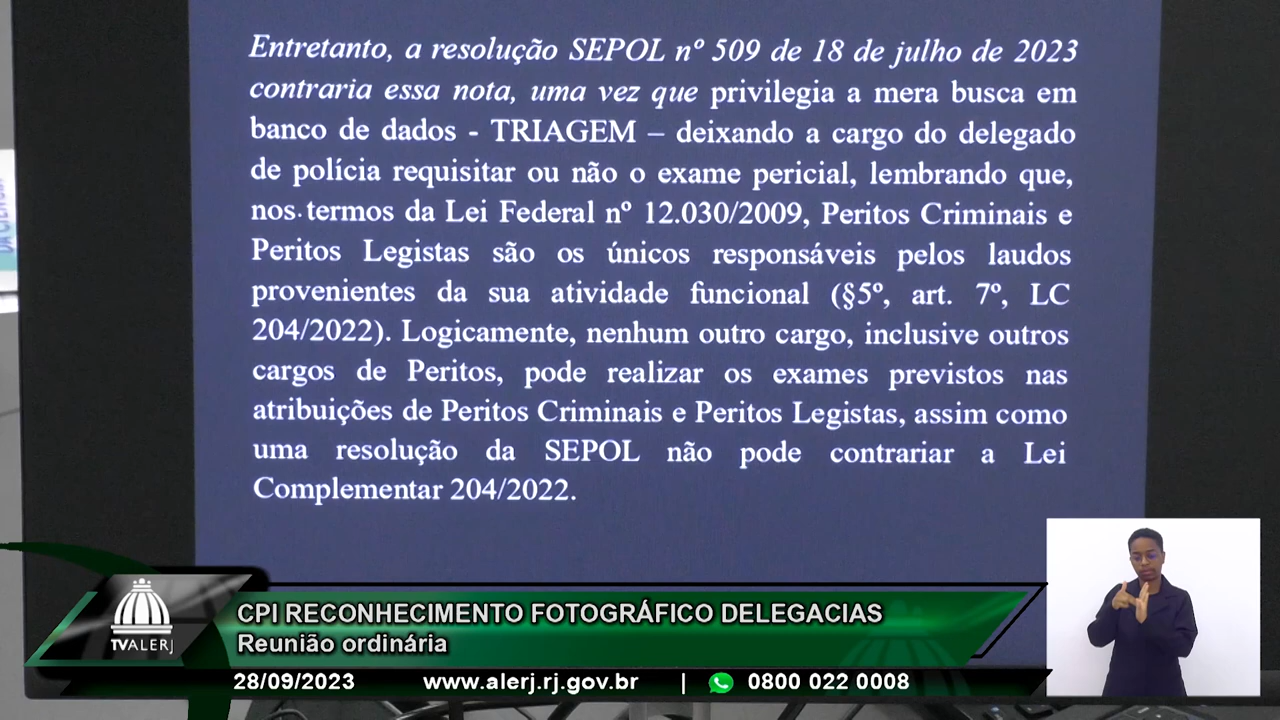 Entretanto, a resolução SEPOL nº 509 de 18 de julho de 2023
contraria essa nota, uma vez que privilegia a mera busca em
banco de dados - TRIAGEM – deixando a cargo do delegado
de polícia requisitar ou não o exame pericial, lembrando que,
nos termos da Lei Federal nº 12.030/2009, Peritos Criminais e
Peritos Legistas são os únicos responsáveis pelos laudos
provenientes da sua atividade funcional (§5º, art. 7º, LC
204/2022). Logicamente, nenhum outro cargo, inclusive outros
cargos de Peritos, pode realizar os exames previstos nas
atribuições de Peritos Criminais e Peritos Legistas, assim como
uma resolução da SEPOL não pode contrariar a Lei
Complementar 204/2022.
CPI RECONHECIMENTO FOTOGRÁFICO DELEGACIAS
Reunião ordinária
TVALERJ
28/09/2023 www.alerj.rj.gov.br | 0800 022 0008